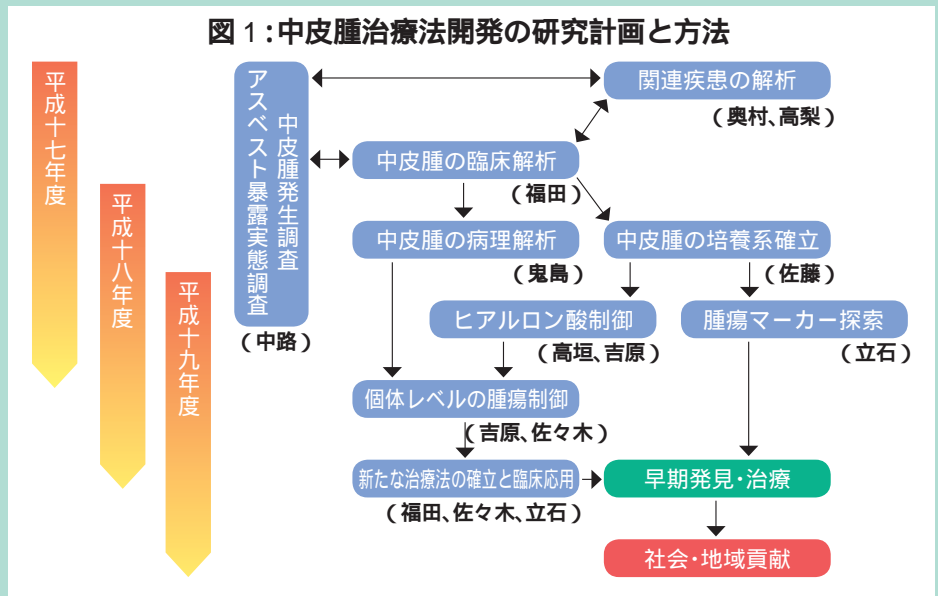 図1:中皮腫治療法開発の研究計画と方法
平成十七年度
平成十八年度
平成十九年度
中皮腫発生調査
アスベスト暴露実態調査
(中路)
関連疾患の解析
(奥村、高梨)
中皮腫の臨床解析
(福田)
中皮腫の病理解析
(鬼島)
中皮腫の培養系確立
(佐藤)
ヒアルロン酸制御
(高垣、吉原)
腫瘍マーカー探索
(立石)
個体レベルの腫瘍制御
(吉原、佐々木)
新たな治療法の確立と臨床応用
(福田、佐々木、立石)
早期発見・治療
社会・地域貢献